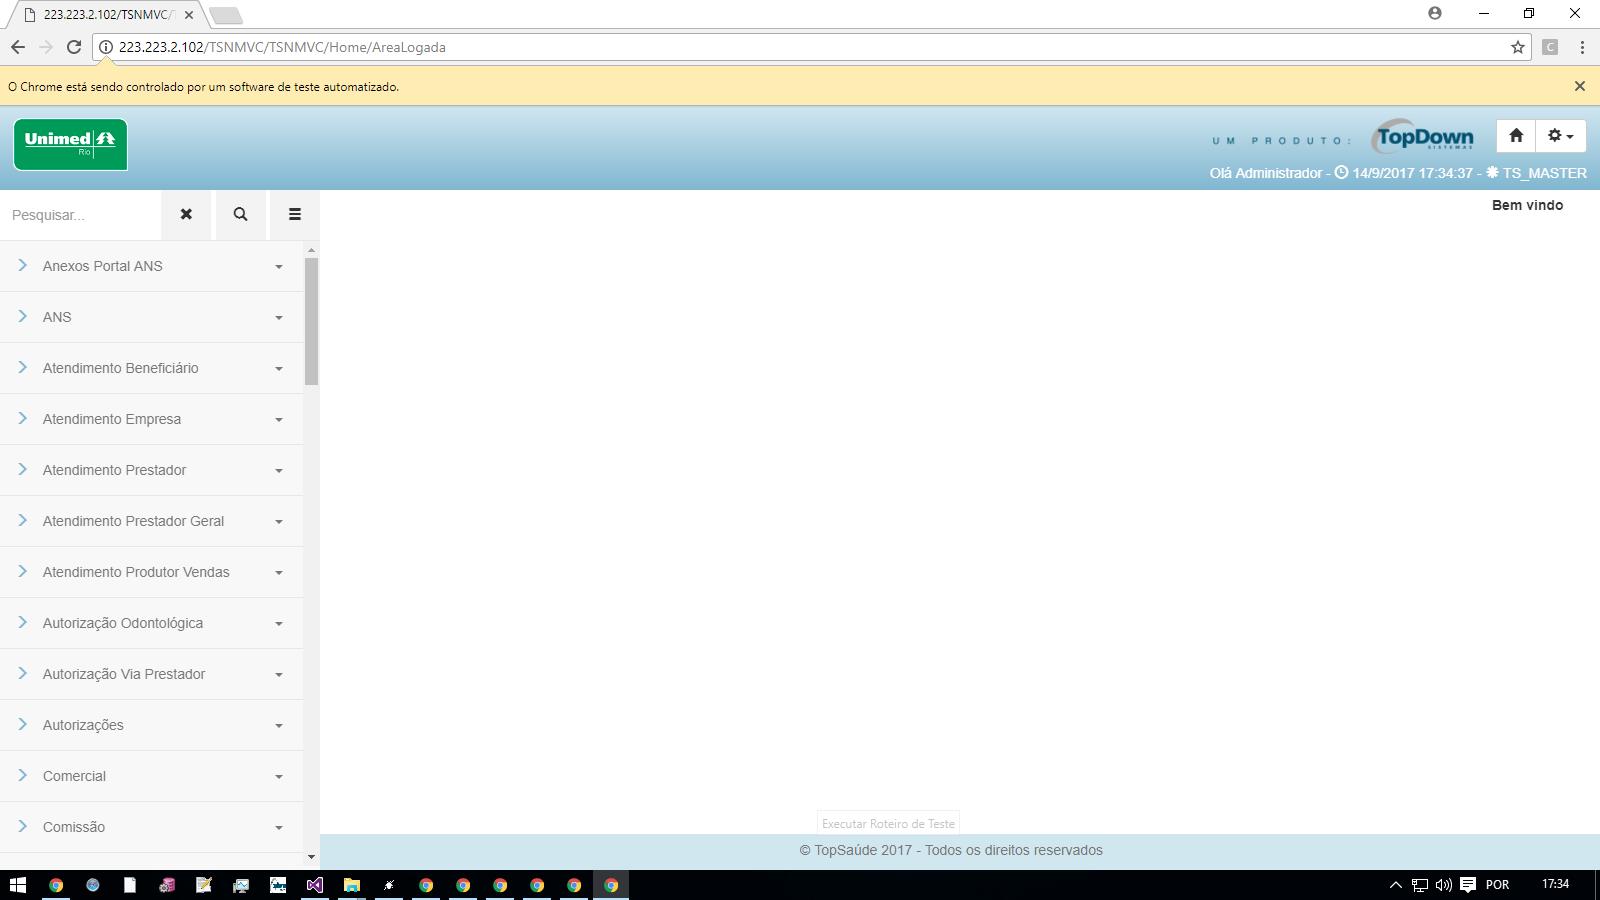 223.223.2.102/TSNMVC/
223.223.2.102/TSNMVC/TSNMVC/Home/AreaLogada
C
O Chrome está sendo controlado por um software de teste automatizado.
Unimed
Rio
UM PRODUTO:
TopDown
SISTEMAS
Olá Administrador - 14/9/2017 17:34:37 - TS_MASTER
Pesquisar...
Bem vindo
Anexos Portal ANS
ANS
Atendimento Beneficiário
Atendimento Empresa
Atendimento Prestador
Atendimento Prestador Geral
Atendimento Produtor Vendas
Autorização Odontológica
Autorização Via Prestador
Autorizações
Comercial
Comissão
Executar Roteiro de Teste
© TopSaúde 2017 - Todos os direitos reservados
POR
17:34